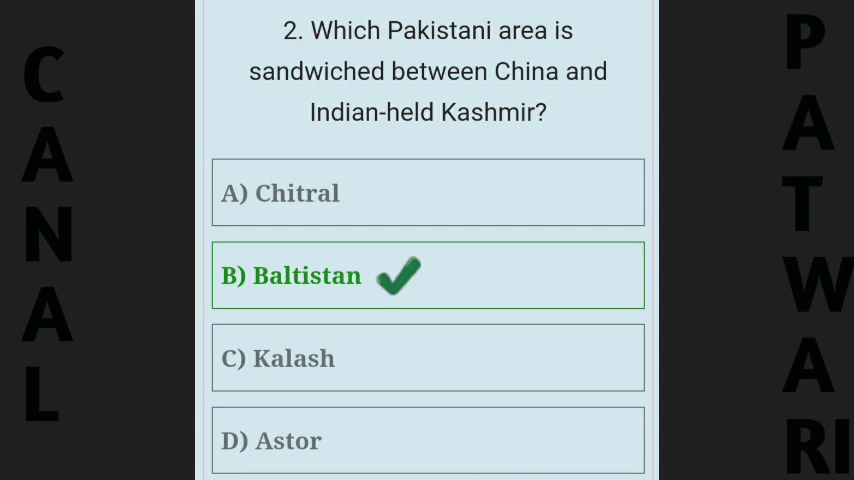 CANAL
2. Which Pakistani area is
sandwiched between China and
Indian-held Kashmir?
A) Chitral
B) Baltistan
C) Kalash
D) Astor
PATWARI